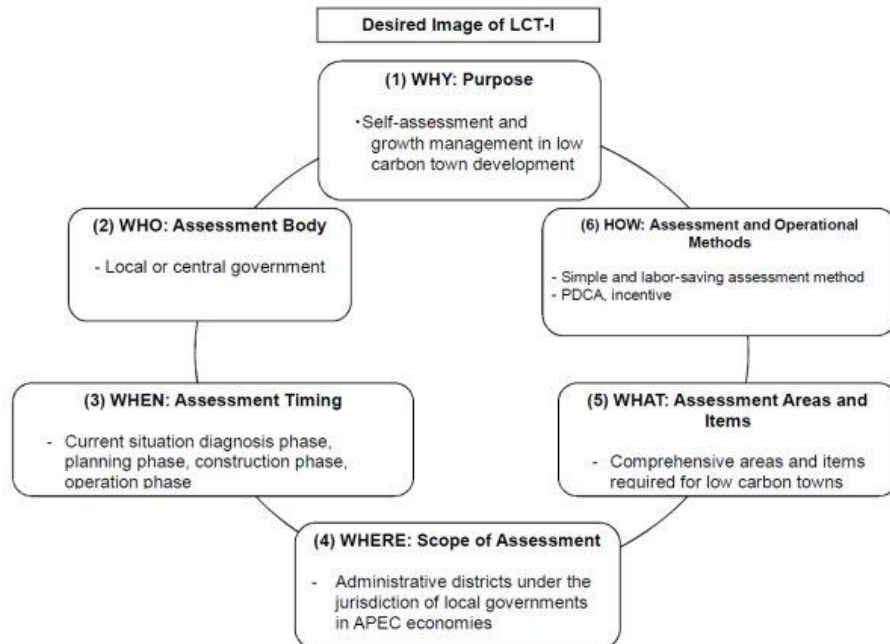 Desired Image of LCT-I
(1) WHY: Purpose
・Self-assessment and
growth management in low
carbon town development
(2) WHO: Assessment Body
- Local or central government
(3) WHEN: Assessment Timing
- Current situation diagnosis phase,
planning phase, construction phase,
operation phase
(4) WHERE: Scope of Assessment
- Administrative districts under the
jurisdiction of local governments
in APEC economies
(5) WHAT: Assessment Areas and
Items
- Comprehensive areas and items
required for low carbon towns
(6) HOW: Assessment and Operational
Methods
- Simple and labor-saving assessment method
- PDCA, incentive